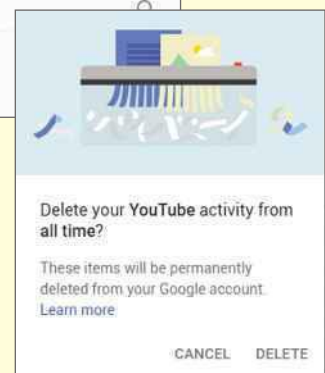 Delete your YouTube activity from
all time?
These items will be permanently
deleted from your Google account.
Learn more
CANCEL DELETE